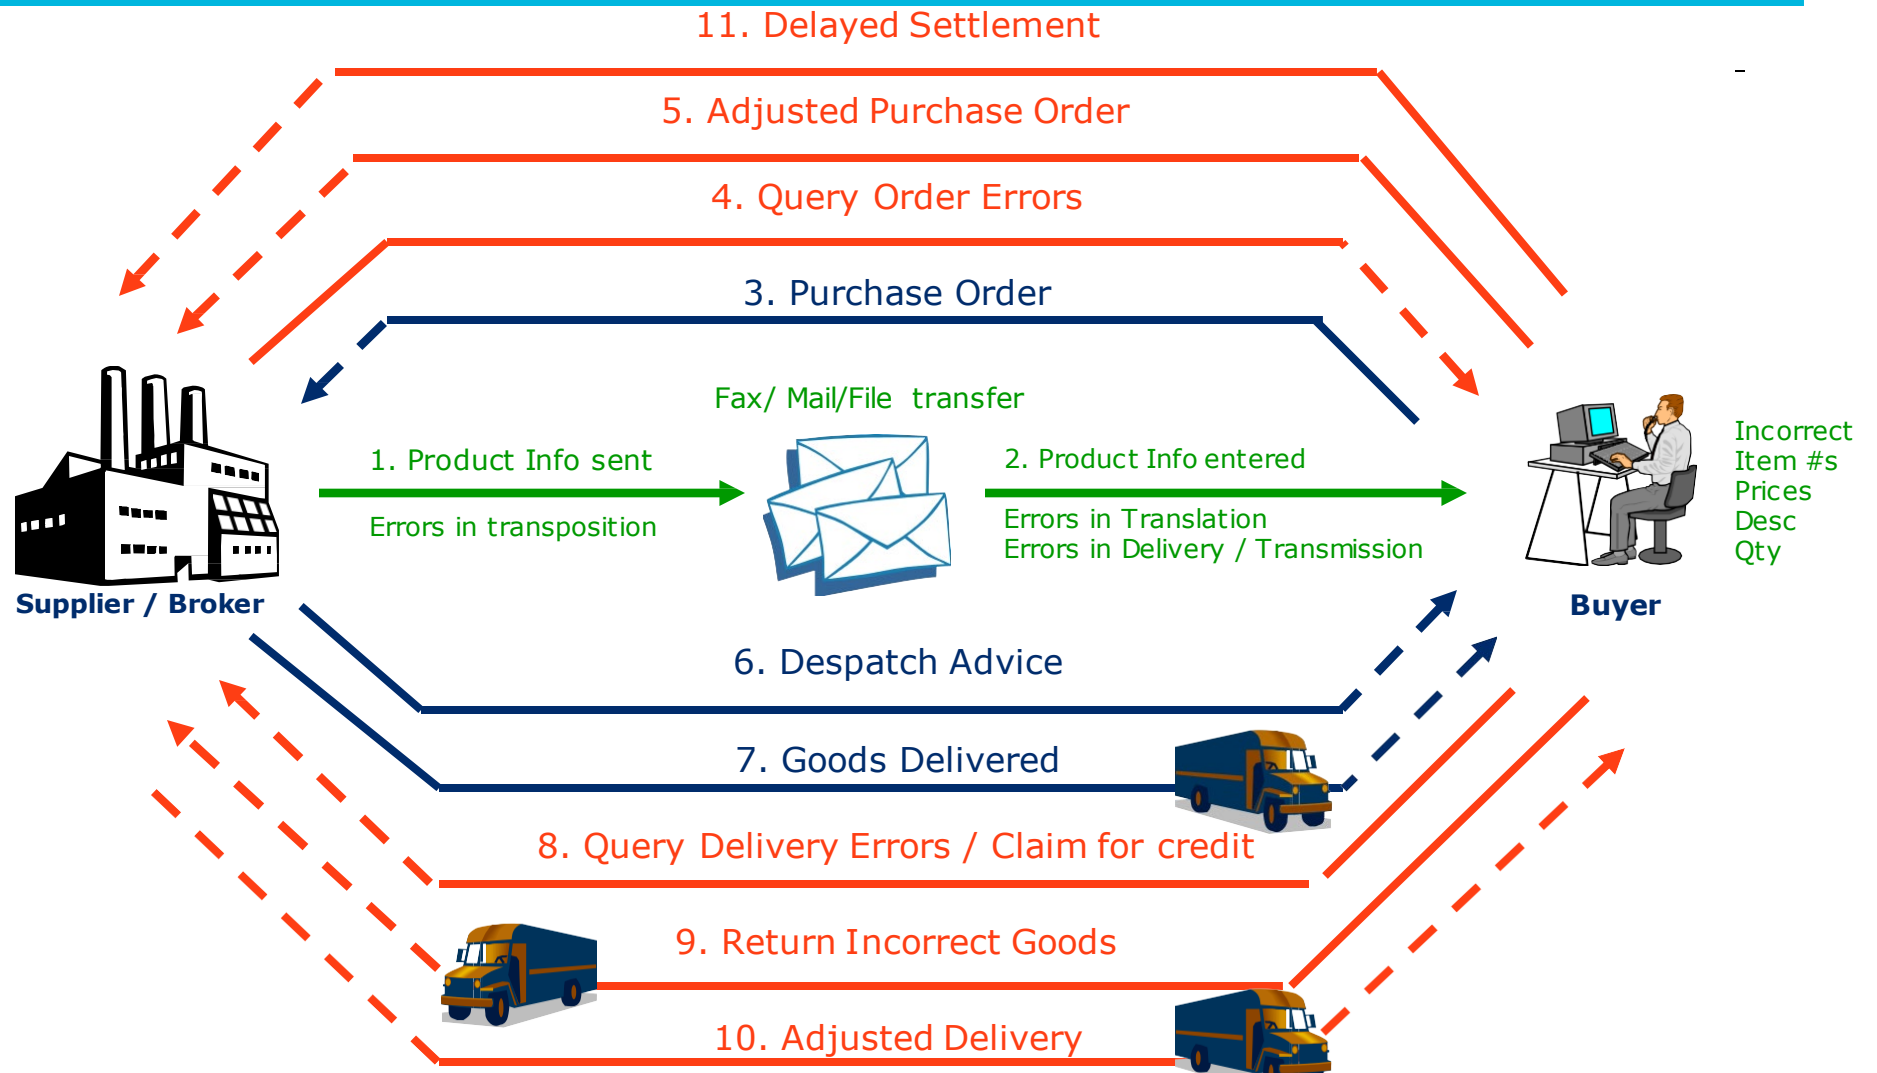 11. Delayed Settlement
5. Adjusted Purchase Order
4. Query Order Errors
3. Purchase Order
Fax/ Mail/File transfer
1. Product Info sent
Errors in transposition
2. Product Info entered
Errors in Translation
Errors in Delivery / Transmission
Incorrect
Item #s
Prices
Desc
Qty
Supplier / Broker
Buyer
6. Despatch Advice
7. Goods Delivered
8. Query Delivery Errors / Claim for credit
9. Return Incorrect Goods
10. Adjusted Delivery